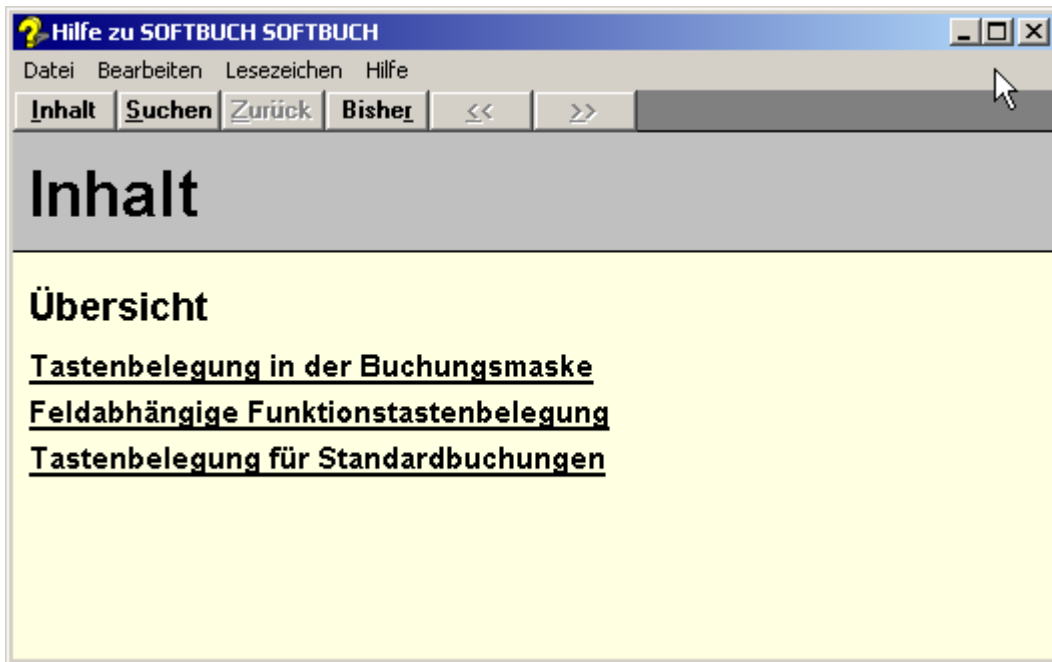 Hilfe zu SOFTBUCH SOFTBUCH
Datei Bearbeiten Lesezeichen Hilfe
Inhalt Suchen Zurück Bisher << >>
Inhalt
Übersicht
Tastenbelegung in der Buchungsmaske
Feldabhängige Funktionstastenbelegung
Tastenbelegung für Standardbuchungen